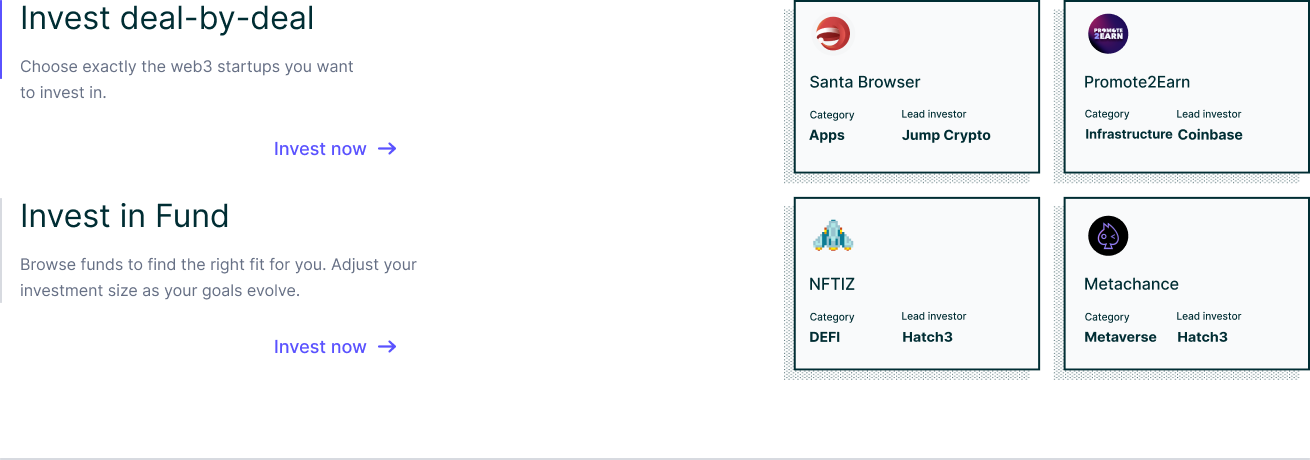 Invest deal-by-deal
Choose exactly the web3 startups you want
to invest in.
Invest now
Invest in Fund
Browse funds to find the right fit for you. Adjust your
investment size as your goals evolve.
Invest now
Santa Browser
Category Lead investor
Apps Jump Crypto
PROMOTE
2EARN
Promote2Earn
Category Lead investor
Infrastructure Coinbase
NFTIZ
Category Lead investor
DEFI Hatch3
Metachance
Category Lead investor
Metaverse Hatch3